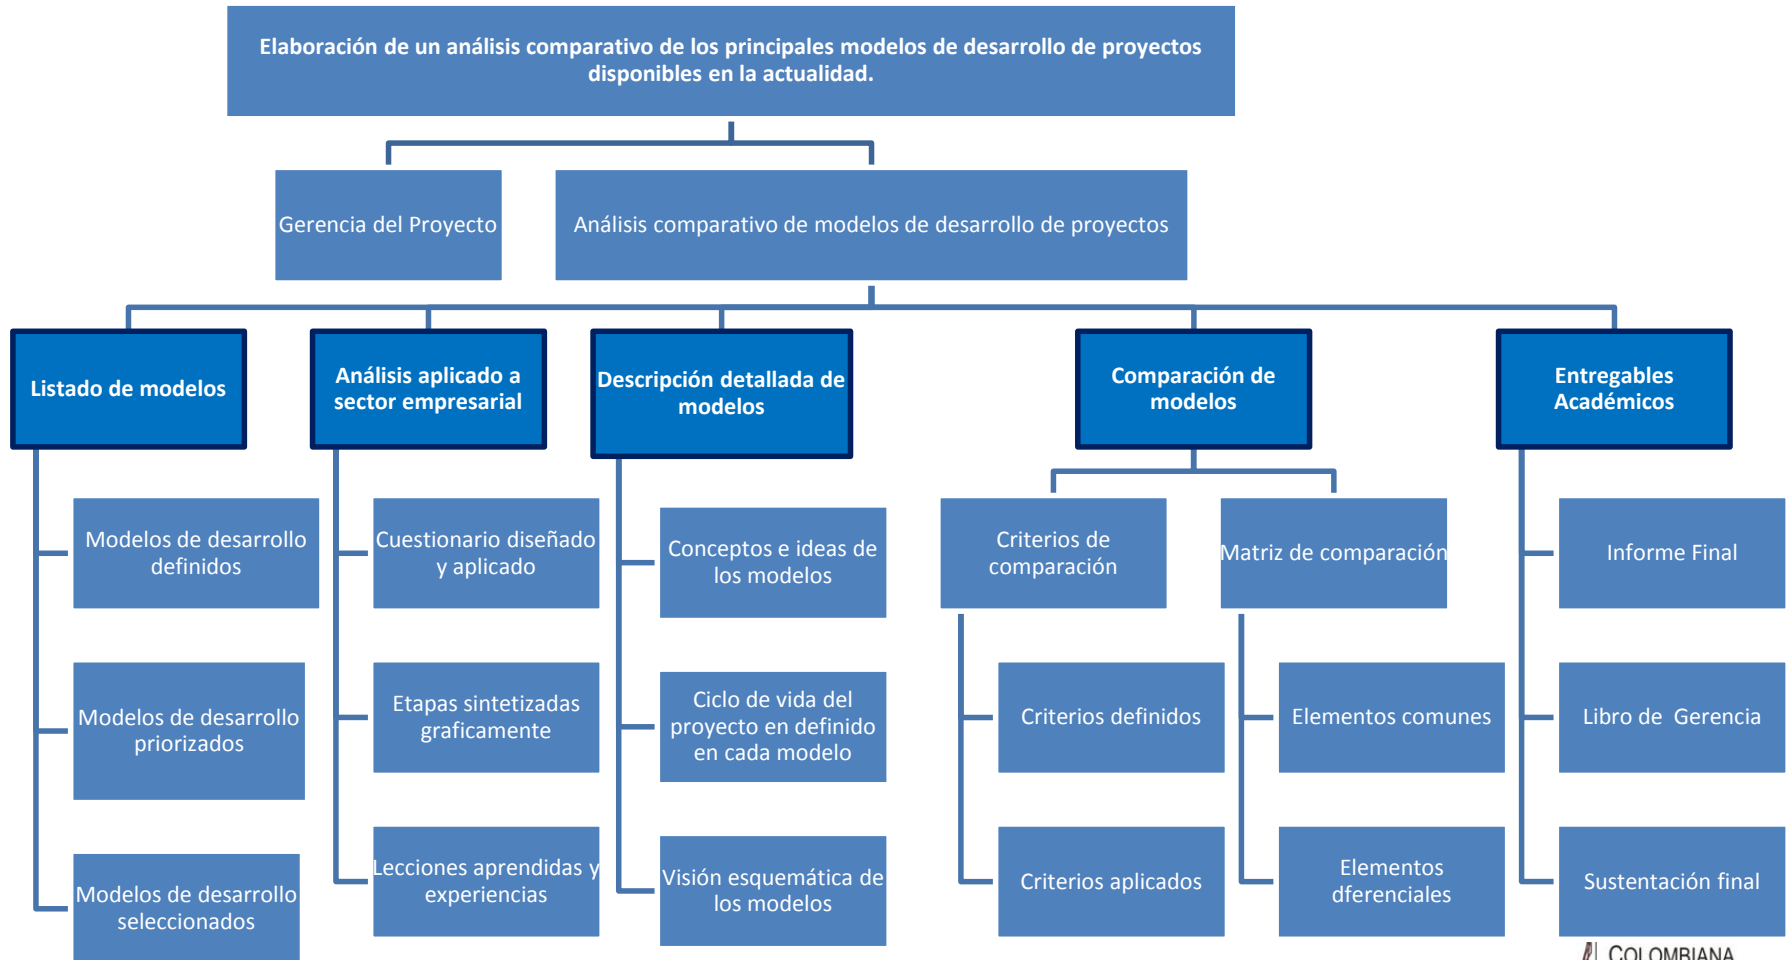 Elaboración de un análisis comparativo de los principales modelos de desarrollo de proyectos
disponibles en la actualidad.
Gerencia del Proyecto
Análisis comparativo de modelos de desarrollo de proyectos
Listado de modelos
Análisis aplicado a
sector empresarial
Descripción detallada de
modelos
Comparación de
modelos
Entregables
Académicos
Modelos de desarrollo
definidos
Modelos de desarrollo
priorizados
Modelos de desarrollo
seleccionados
Cuestionario diseñado
y aplicado
Etapas sintetizadas
graficamente
Lecciones aprendidas y
experiencias
Conceptos e ideas de
los modelos
Ciclo de vida del
proyecto en definido
en cada modelo
Visión esquemática de
los modelos
Criterios de
comparación
Criterios definidos
Criterios aplicados
Matriz de comparación
Elementos comunes
Elementos
dferenciales
Informe Final
Libro de  Gerencia
Sustentación final
COLOMBIANA